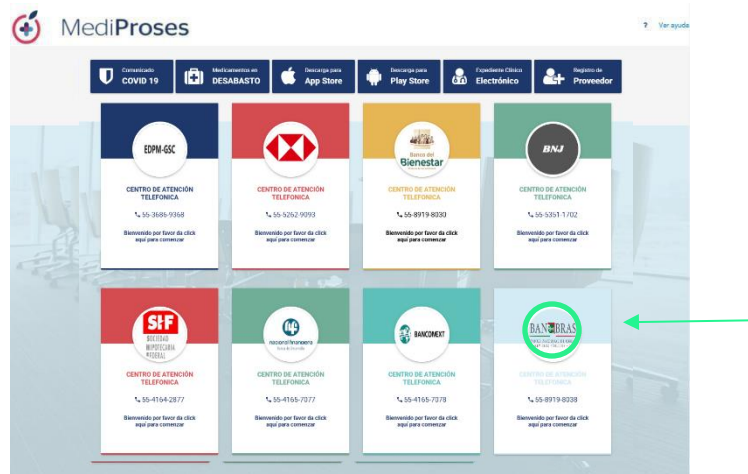 MediProses
? Ver ayuda
Comunicado
COVID 19
Medicamentos en
DESABASTO
Descarga para
App Store
Descarga para
Play Store
Expediente Clínico
Electrónico
Registro de
Proveedor
EDPM-GSC
CENTRO DE ATENCIÓN
TELEFONICA
55-3686-9368
Bienvenido por favor da click
aquí para comenzar
CENTRO DE ATENCIÓN
TELEFONICA
55-5262-9093
Bienvenido por favor da click
aquí para comenzar
Banco del
Bienestar
CENTRO DE ATENCIÓN
TELEFONICA
55-8919-8030
Bienvenido por favor da click
aquí para comenzar
BNJ
CENTRO DE ATENCIÓN
TELEFONICA
55-5351-1702
Bienvenido por favor da click
aquí para comenzar
SHF
SOCIEDAD
HIPOTECARIA
FEDERAL
CENTRO DE ATENCIÓN
TELEFONICA
55-4164-2877
Bienvenido por favor da click
aquí para comenzar
nacional financiera
CENTRO DE ATENCIÓN
TELEFONICA
55-4165-7077
Bienvenido por favor da click
aquí para comenzar
BANCOMEXT
CENTRO DE ATENCIÓN
TELEFONICA
55-4165-7078
Bienvenido por favor da click
aquí para comenzar
BANOBRAS
CENTRO DE ATENCIÓN
TELEFONICA
55-8919-8038
Bienvenido por favor da click
aquí para comenzar